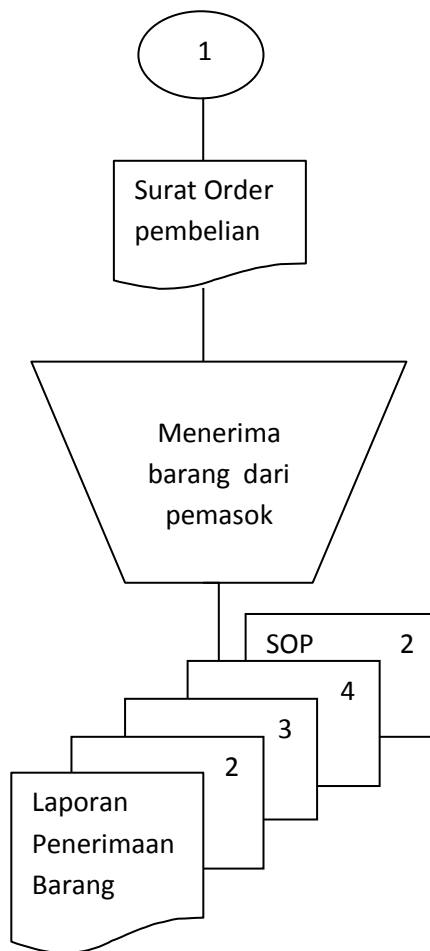 1
Surat Order
pembelian
Menerima
barang dari
pemasok
SOP 2
4
3
2
Laporan
Penerimaan
Barang